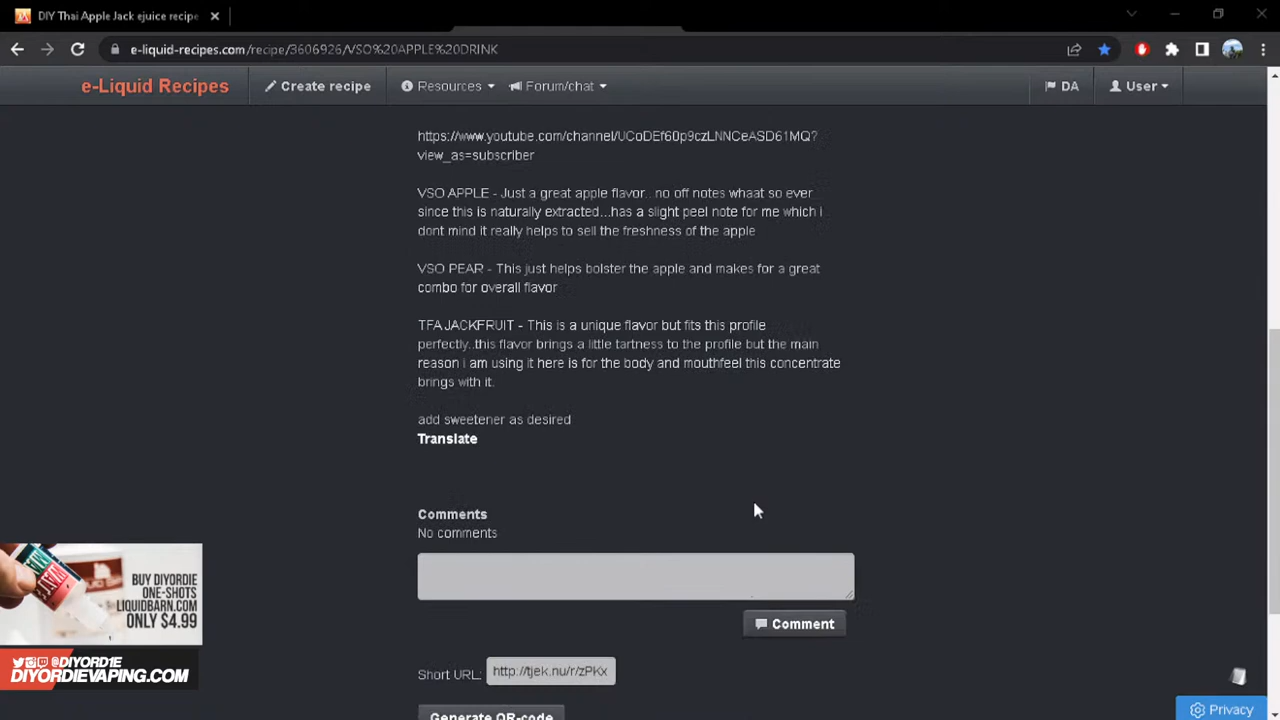 DIY Thai Apple Jack ejuice recipe
e-liquid-recipes.com/recipe/3606926/VSO%20APPLE%20DRINK
e-Liquid Recipes
Create recipe
Resources
Forum/chat
DA
User
https://www.youtube.com/channel/UCoDEf60p9czLNNCeASD61MQ?
view_as=subscriber
VSO APPLE - Just a great apple flavor...no off notes whaat so ever
since this is naturally extracted...has a slight peel note for me which i
dont mind it really helps to sell the freshness of the apple
VSO PEAR - This just helps bolster the apple and makes for a great
combo for overall flavor
TFA JACKFRUIT - This is a unique flavor but fits this profile
perfectly..this flavor brings a little tartness to the profile but the main
reason i am using it here is for the body and mouthfeel this concentrate
brings with it.
add sweetener as desired
Translate
Comments
No comments
Comment
Short URL: http://tjek.nu/r/zPKx
Generate QR-code
BUY DIYORDIE
ONE-SHOTS
LIQUIDBARN.COM
ONLY $4.99
@DIYORD1E
DIYORDIEVAPING.COM
Privacy